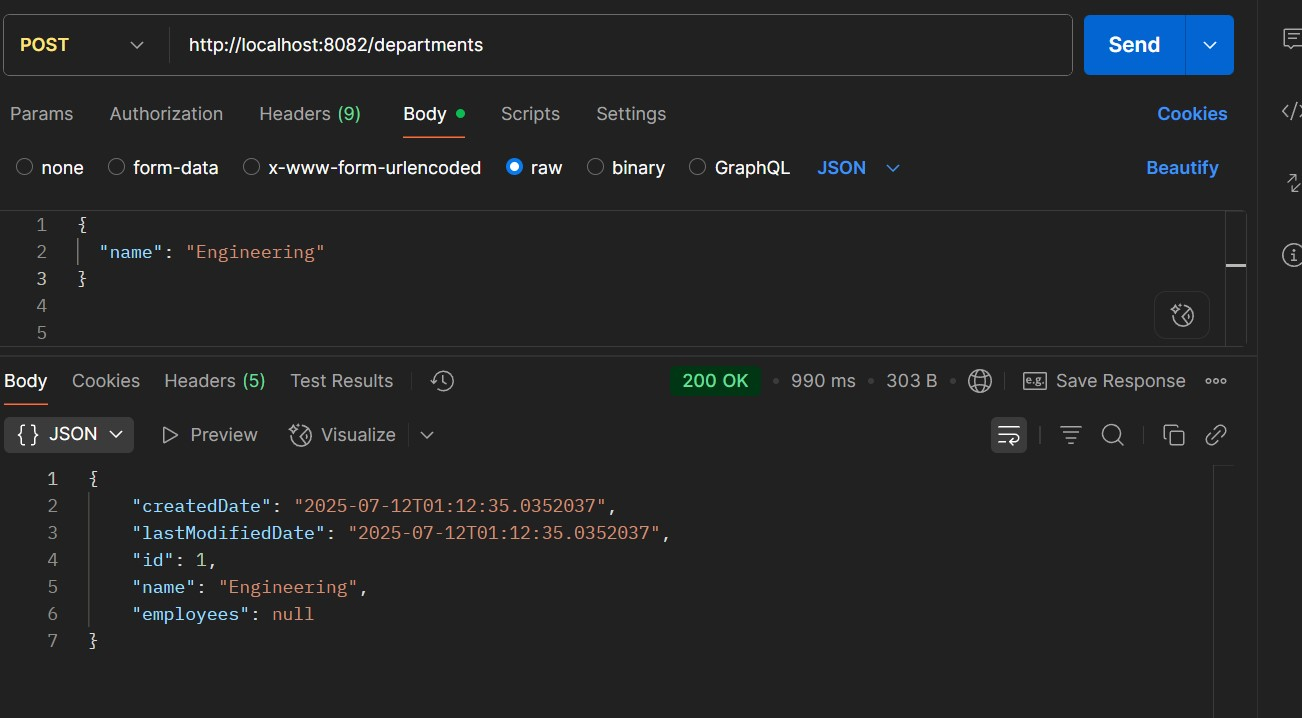 POST http://localhost:8082/departments Send
Params Authorization Headers (9) Body Scripts Settings Cookies
none form-data x-www-form-urlencoded raw binary GraphQL JSON Beautify
1 {
2 "name": "Engineering"
3 }
4
5
Body Cookies Headers (5) Test Results 200 OK • 990 ms • 303 B • e.g. Save Response
{} JSON Preview Visualize
1 {
2 "createdDate": "2025-07-12T01:12:35.0352037",
3 "lastModifiedDate": "2025-07-12T01:12:35.0352037",
4 "id": 1,
5 "name": "Engineering",
6 "employees": null
7 }